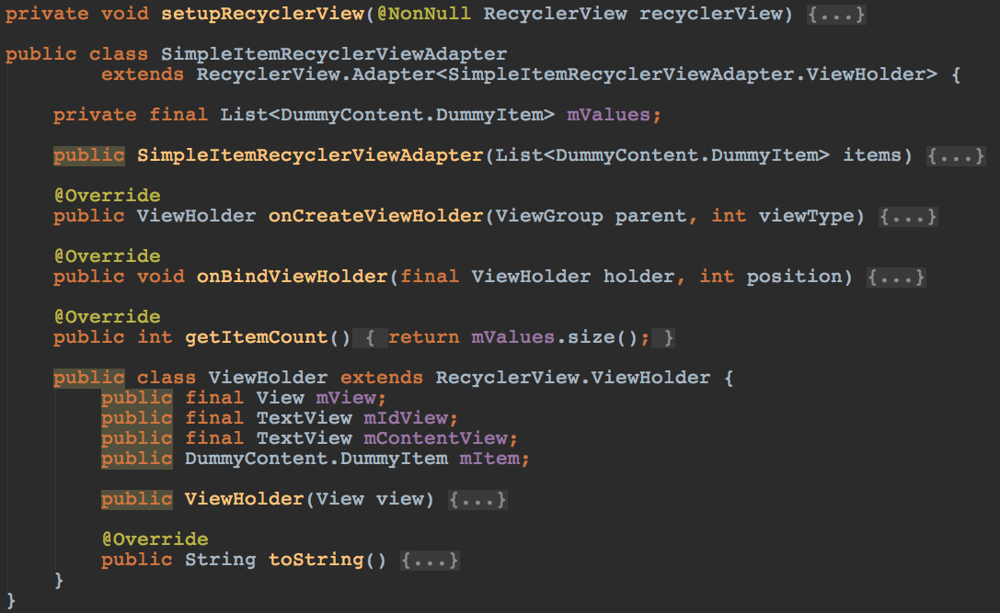 private void setupRecyclerView(@NonNull RecyclerView recyclerView) {...}
public class SimpleItemRecyclerViewAdapter
extends RecyclerView.Adapter<SimpleItemRecyclerViewAdapter.ViewHolder> {
private final List<DummyContent.DummyItem> mValues;
public SimpleItemRecyclerViewAdapter(List<DummyContent.DummyItem> items) {...}
@Override
public ViewHolder onCreateViewHolder(ViewGroup parent, int viewType) {...}
@Override
public void onBindViewHolder(final ViewHolder holder, int position) {...}
@Override
public int getItemCount() { return mValues.size(); }
public class ViewHolder extends RecyclerView.ViewHolder {
public final View mView;
public final TextView mIdView;
public final TextView mContentView;
public DummyContent.DummyItem mItem;
public ViewHolder(View view) {...}
@Override
public String toString() {...}
}
}